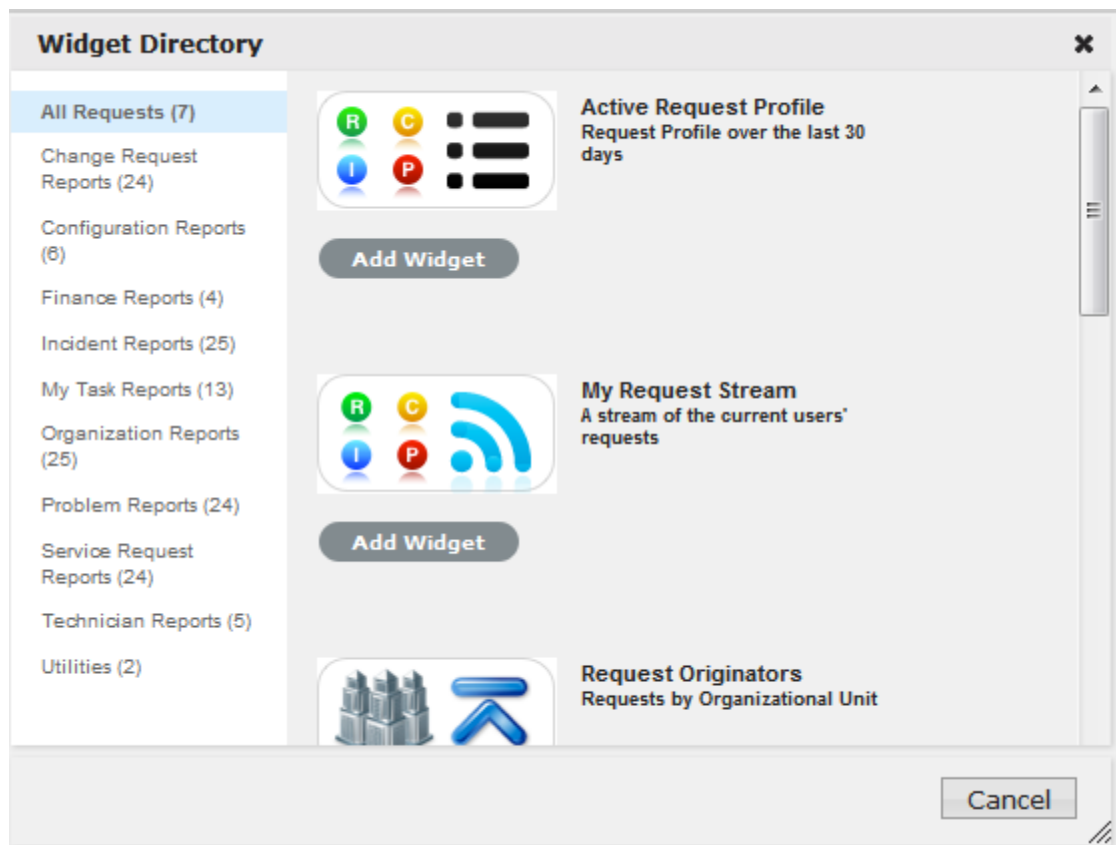 Widget Directory
All Requests (7)
Change Request
Reports (24)
Configuration Reports
(6)
Finance Reports (4)
Incident Reports (25)
My Task Reports (13)
Organization Reports
(25)
Problem Reports (24)
Service Request
Reports (24)
Technician Reports (5)
Utilities (2)
R C
I P
Active Request Profile
Request Profile over the last 30
days
Add Widget
R C
I P
My Request Stream
A stream of the current users'
requests
Add Widget
Request Originators
Requests by Organizational Unit
Cancel